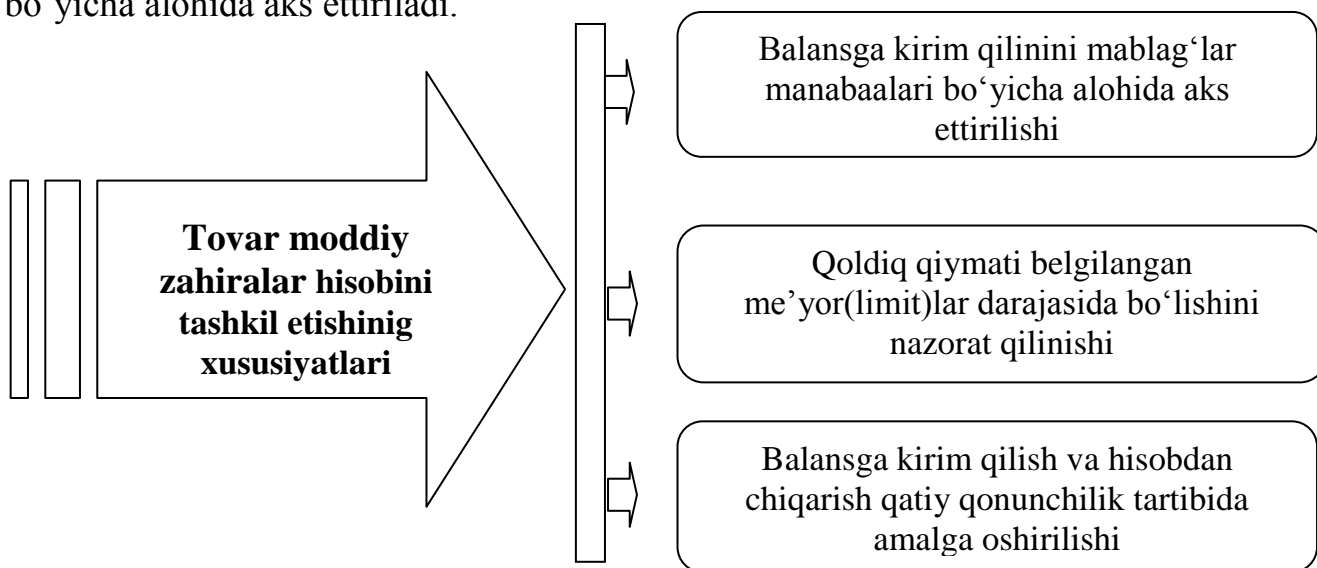 bo‘yicha alohida aks ettiriladi.
Tovar moddiy
zahiralar hisobini
tashkil etishinig
xususiyatlari
Balansga kirim qilinini mablag‘lar
manabaalari bo‘yicha alohida aks
ettirilishi
Qoldiq qiymati belgilangan
me’yor(limit)lar darajasida bo‘lishini
nazorat qilinishi
Balansga kirim qilish va hisobdan
chiqarish qatiy qonunchilik tartibida
amalga oshirilishi